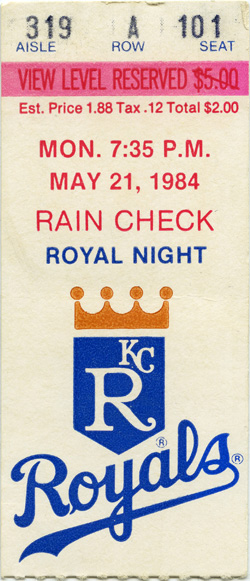 319 A 101
AISLE ROW SEAT
VIEW LEVEL RESERVED $5.00
Est. Price 1.88 Tax .12 Total $2.00
MON. 7:35 P.M.
MAY 21, 1984
RAIN CHECK
ROYAL NIGHT
KC
R ®
Royals ®